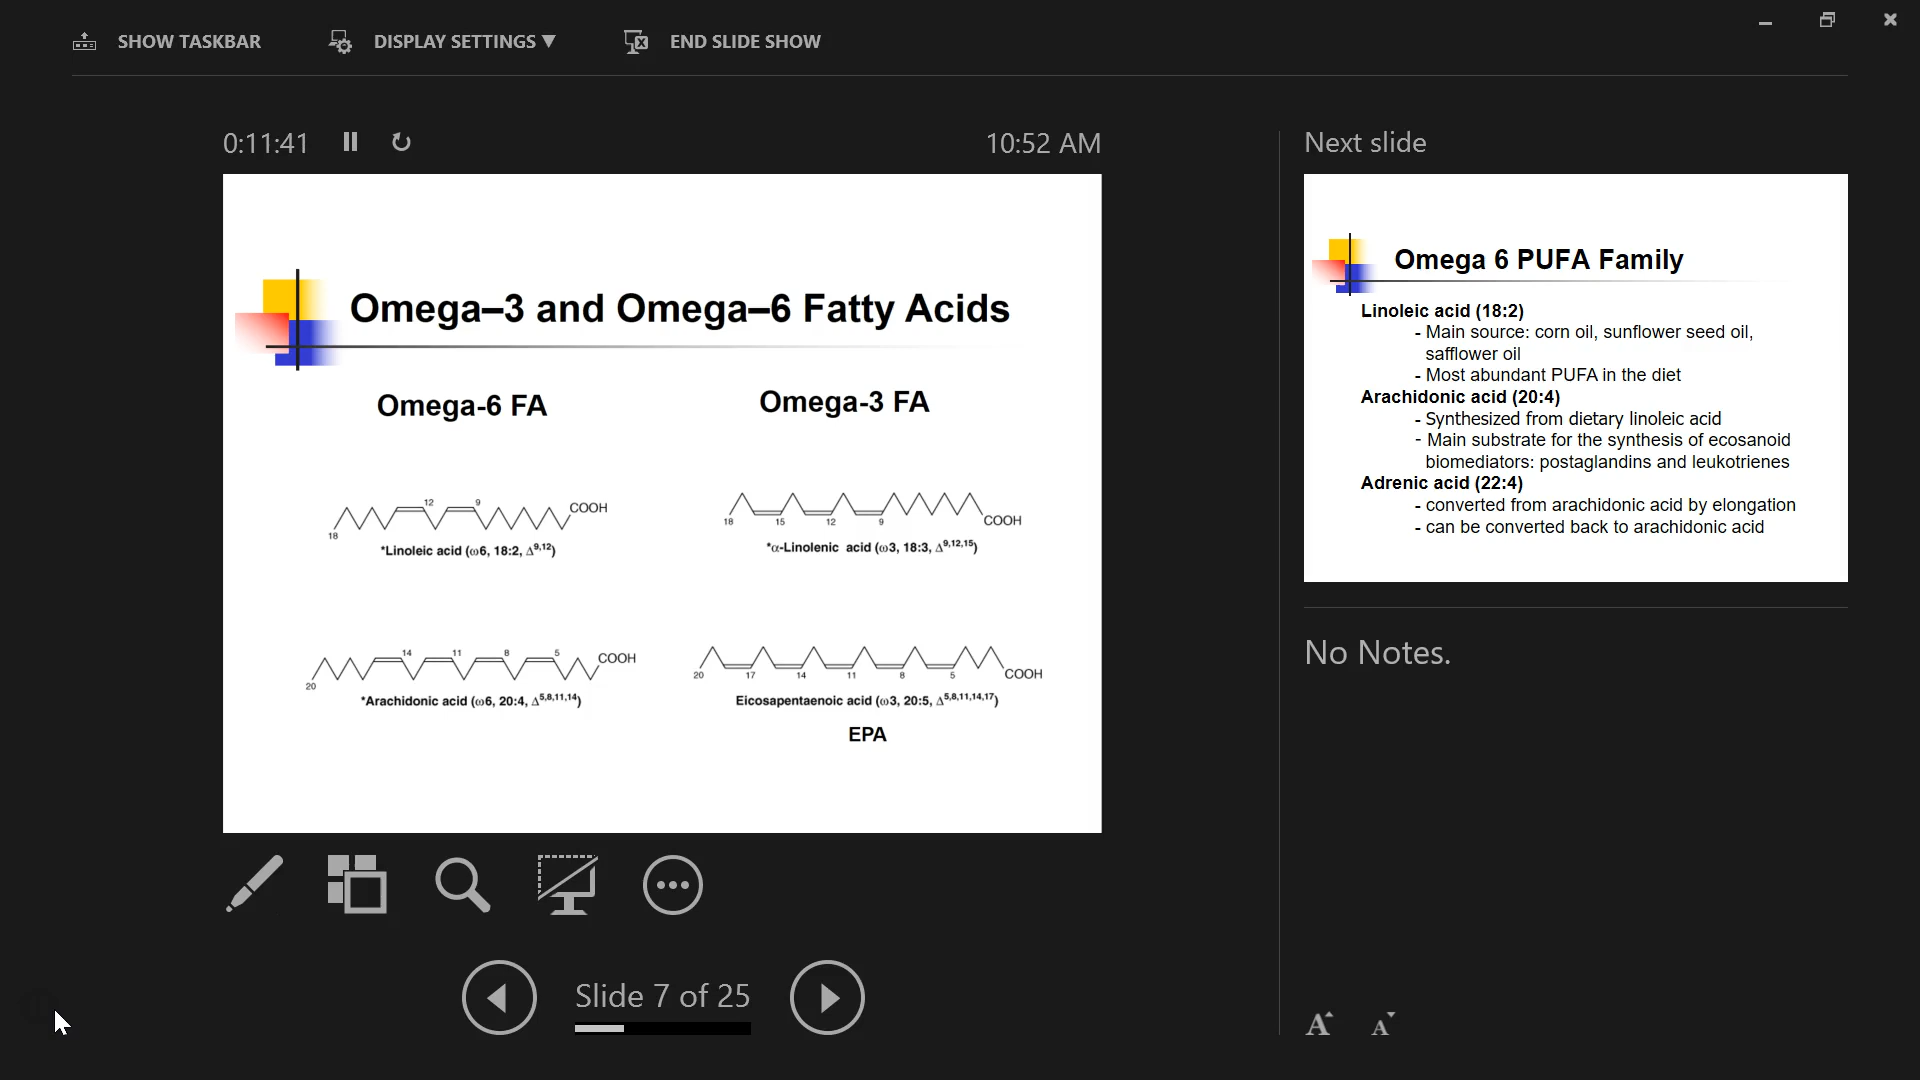 SHOW TASKBAR
DISPLAY SETTINGS ▼
END SLIDE SHOW
0:11:41
10:52 AM
Omega–3 and Omega–6 Fatty Acids
Omega-6 FA
Omega-3 FA
12 9
COOH
18
*Linoleic acid (ω6, 18:2, Δ9,12)
18 15 12 9
COOH
*α-Linolenic acid (ω3, 18:3, Δ9,12,15)
14 11 8 5
COOH
20
*Arachidonic acid (ω6, 20:4, Δ5,8,11,14)
20 17 14 11 8 5
COOH
Eicosapentaenoic acid (ω3, 20:5, Δ5,8,11,14,17)
EPA
Slide 7 of 25
Next slide
Omega 6 PUFA Family
Linoleic acid (18:2)
- Main source: corn oil, sunflower seed oil,
safflower oil
- Most abundant PUFA in the diet
Arachidonic acid (20:4)
- Synthesized from dietary linoleic acid
- Main substrate for the synthesis of ecosanoid
biomediators: postaglandins and leukotrienes
Adrenic acid (22:4)
- converted from arachidonic acid by elongation
- can be converted back to arachidonic acid
No Notes.
A A